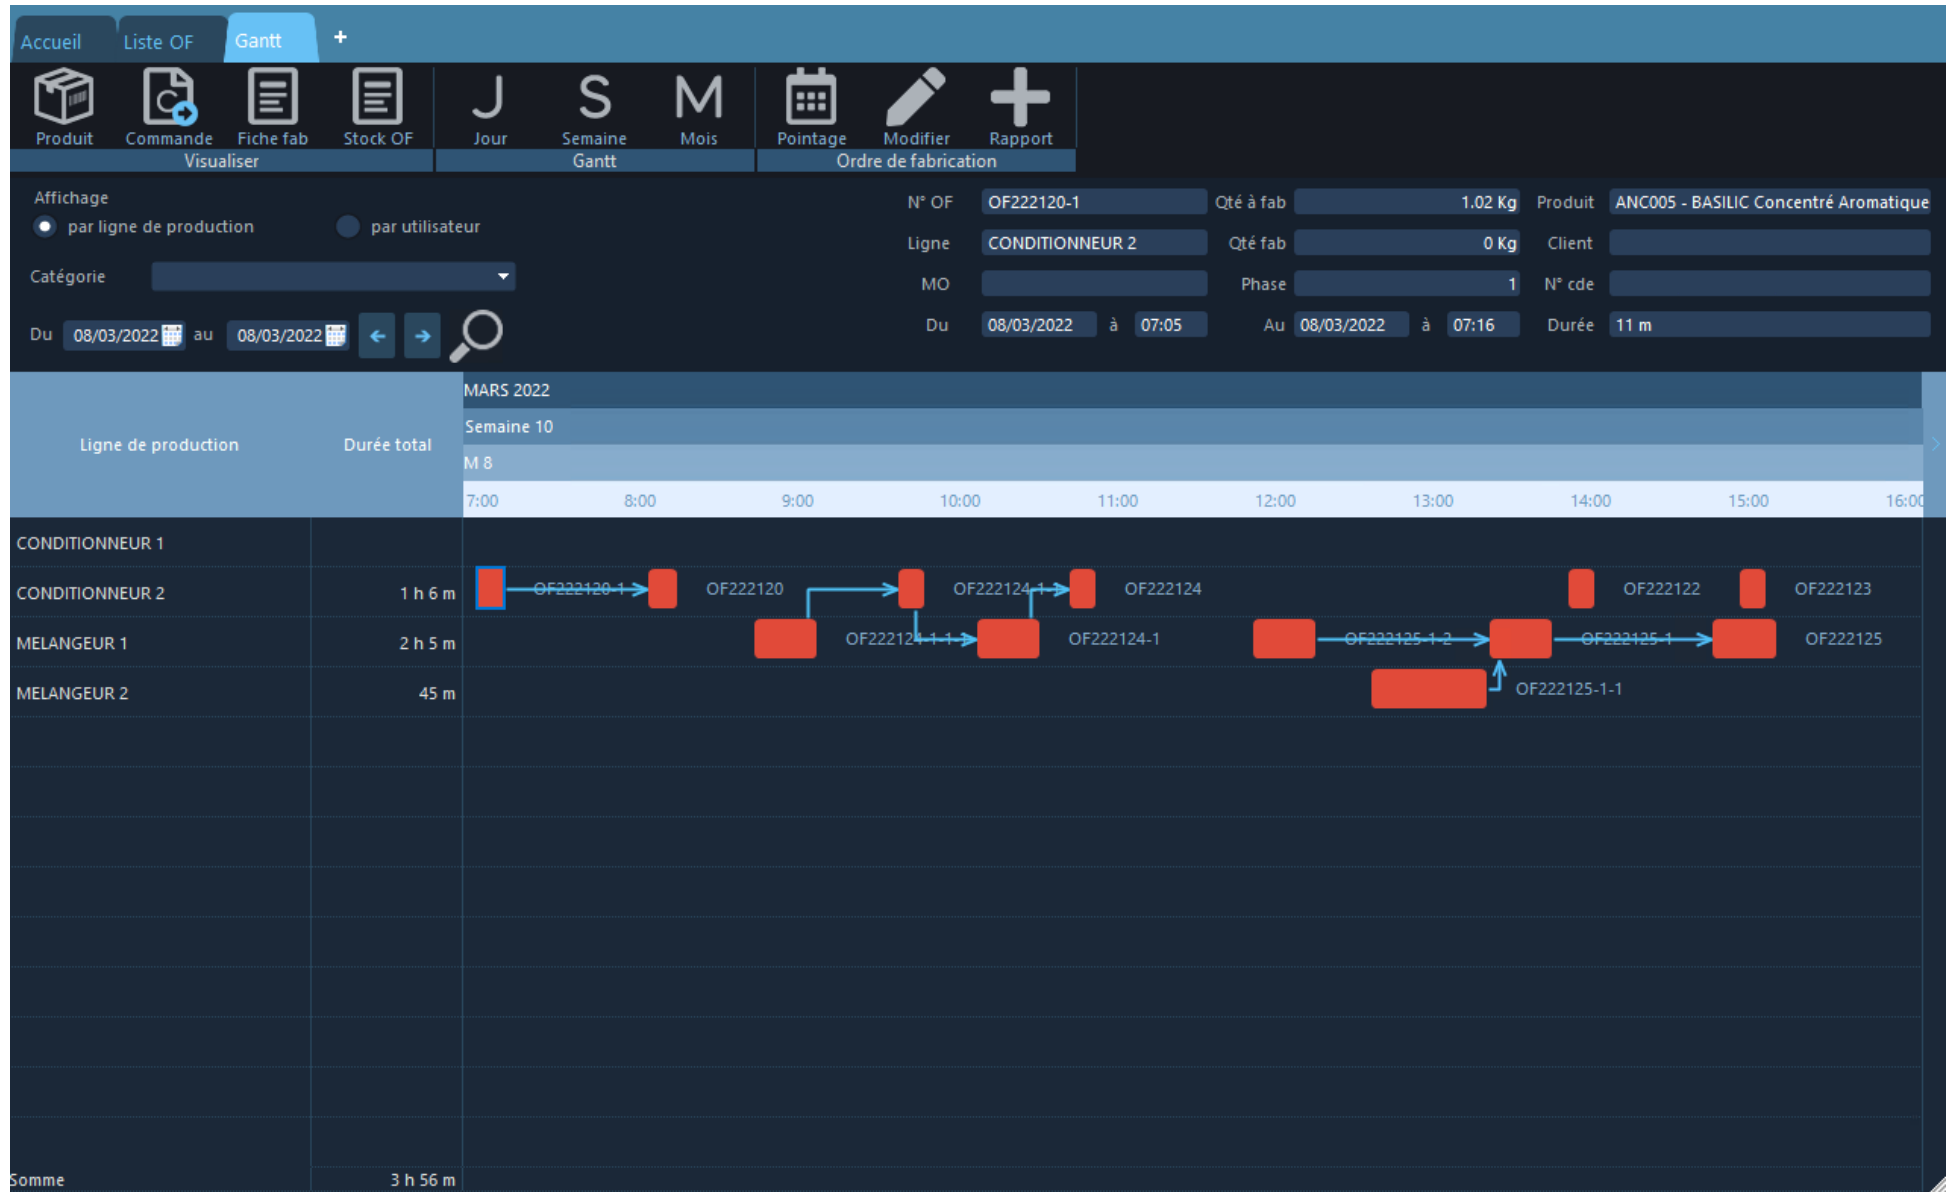 Accueil Liste OF Gantt +
C
J S M
Produit Commande Fiche fab Stock OF Jour Semaine Mois Pointage Modifier Rapport
Visualiser Gantt Ordre de fabrication
Affichage
par ligne de production par utilisateur
Catégorie
Du 08/03/2022 au 08/03/2022
N° OF OF222120-1 Qté à fab 1.02 Kg Produit ANC005 - BASILIC Concentré Aromatique
Ligne CONDITIONNEUR 2 Qté fab 0 Kg Client
MO Phase 1 N° cde
Du 08/03/2022 à 07:05 Au 08/03/2022 à 07:16 Durée 11 m
Ligne de production Durée total
MARS 2022
Semaine 10
M 8
7:00 8:00 9:00 10:00 11:00 12:00 13:00 14:00 15:00 16:00
CONDITIONNEUR 1
CONDITIONNEUR 2 1 h 6 m OF222120-1 OF222120 OF222124-1-1 OF222124 OF222122 OF222123
MELANGEUR 1 2 h 5 m OF222124-1-1-1 OF222124-1 OF222125-1-2 OF222125-1 OF222125
MELANGEUR 2 45 m OF222125-1-1
Somme 3 h 56 m